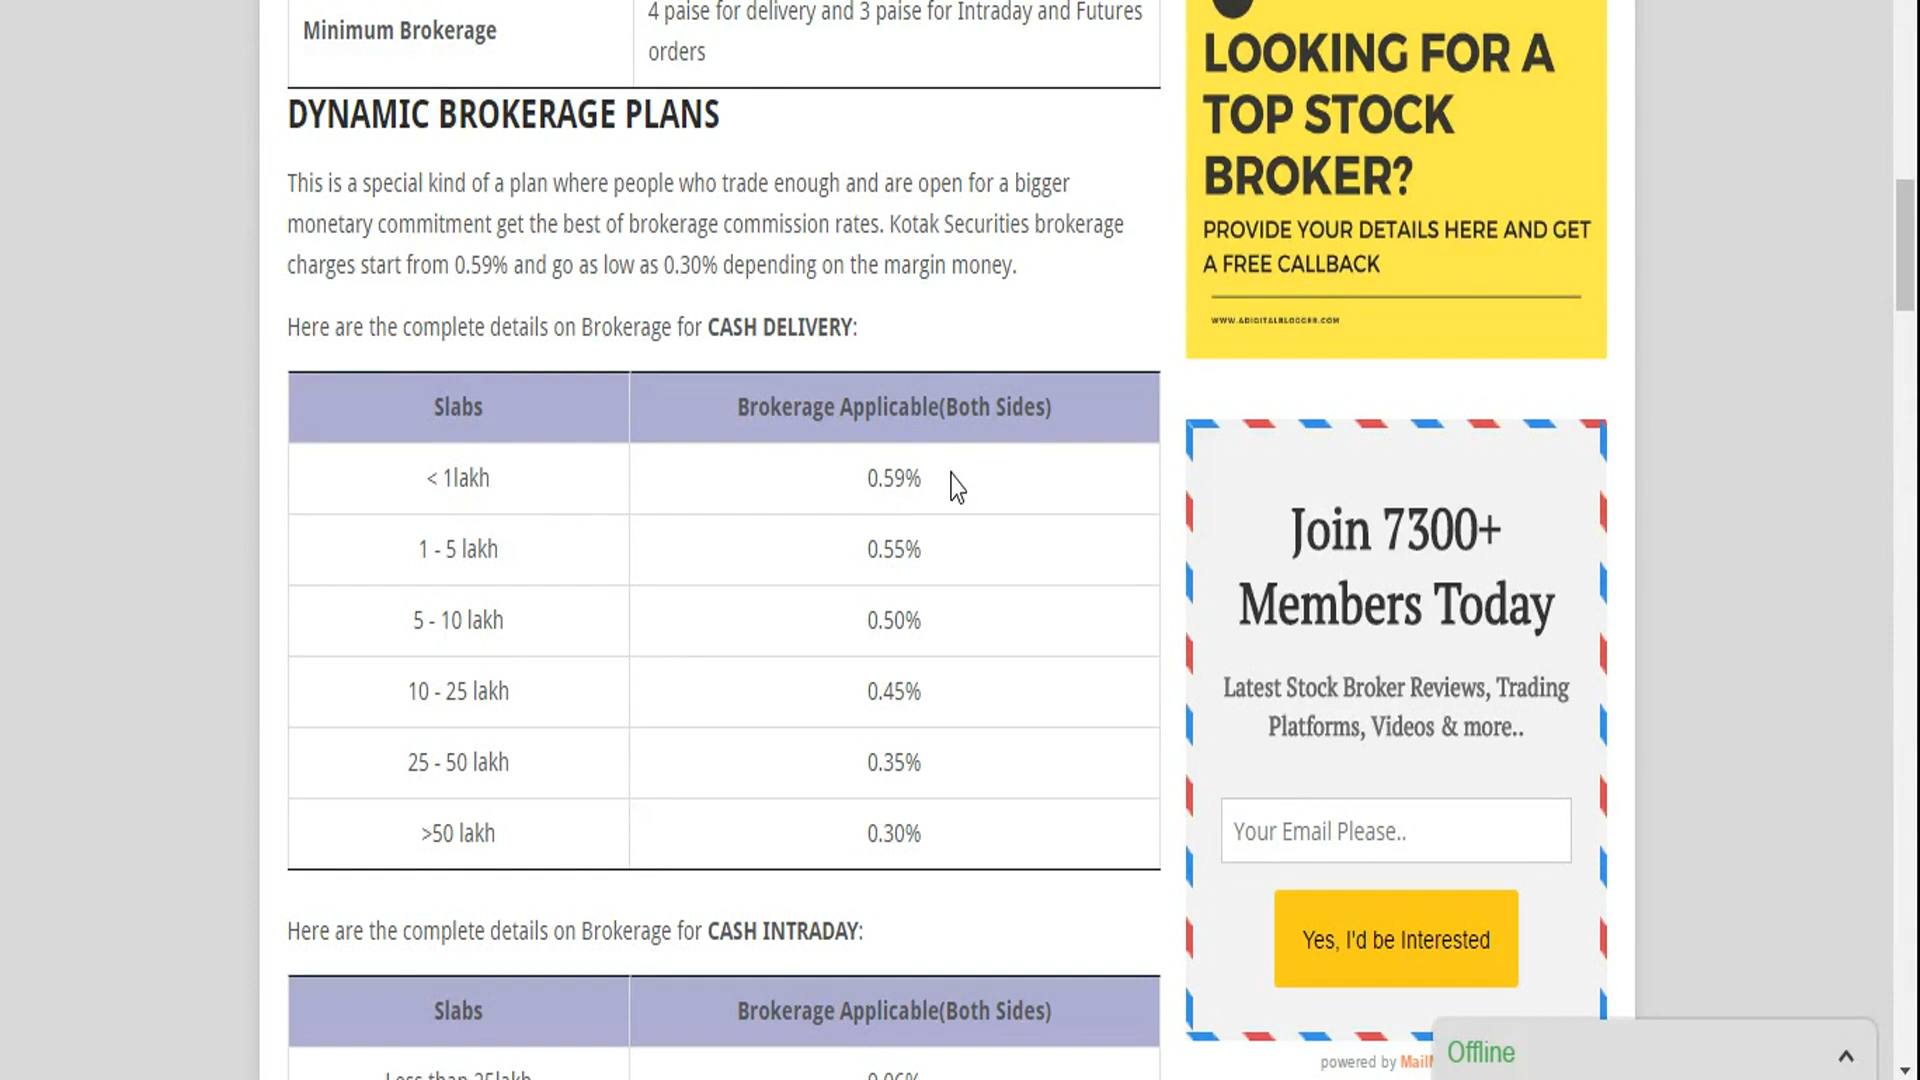 Minimum Brokerage
4 paise for delivery and 3 paise for Intraday and Futures
orders
DYNAMIC BROKERAGE PLANS
This is a special kind of a plan where people who trade enough and are open for a bigger
monetary commitment get the best of brokerage commission rates. Kotak Securities brokerage
charges start from 0.59% and go as low as 0.30% depending on the margin money.
Here are the complete details on Brokerage for CASH DELIVERY:
Slabs Brokerage Applicable(Both Sides)
< 1lakh 0.59%
1 - 5 lakh 0.55%
5 - 10 lakh 0.50%
10 - 25 lakh 0.45%
25 - 50 lakh 0.35%
>50 lakh 0.30%
Here are the complete details on Brokerage for CASH INTRADAY:
Slabs Brokerage Applicable(Both Sides)
Less than 25lakh 0.06%
LOOKING FOR A
TOP STOCK
BROKER?
PROVIDE YOUR DETAILS HERE AND GET
A FREE CALLBACK
WWW.ADIGITALBLOGGER.COM
Join 7300+
Members Today
Latest Stock Broker Reviews, Trading
Platforms, Videos & more..
Your Email Please..
Yes, I'd be Interested
powered by
Offline